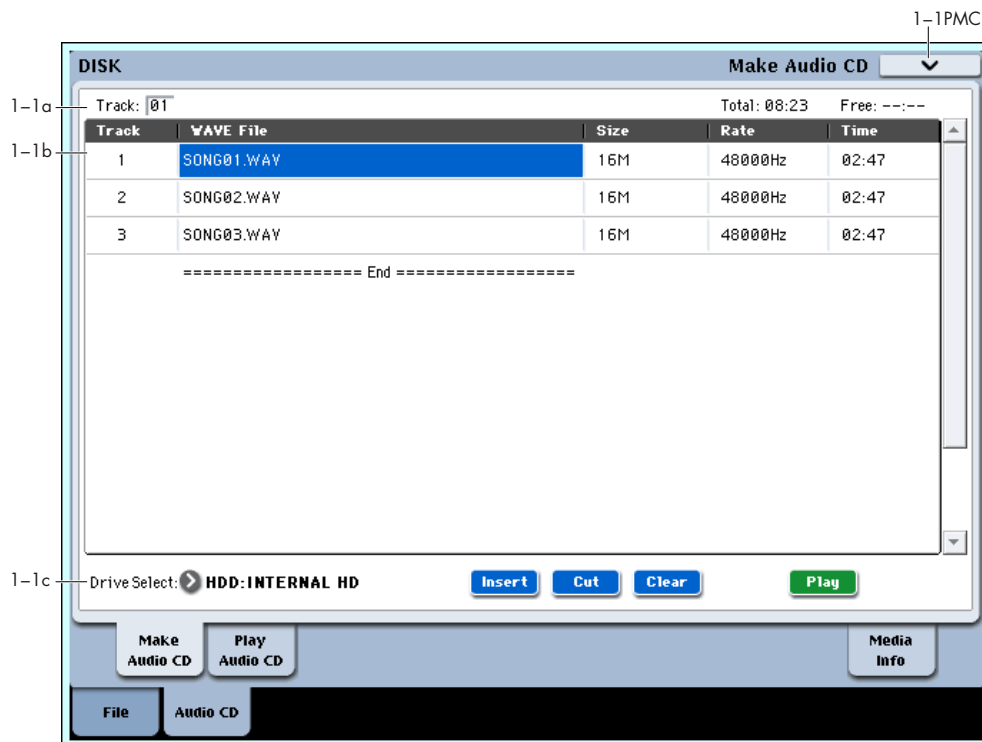 1–1PMC
DISK
Make Audio CD
1–1a
Track: 01
Total: 08:23
Free: --:--
Track WAVE File Size Rate Time
1–1b
1 SONG01.WAV 16M 48000Hz 02:47
2 SONG02.WAV 16M 48000Hz 02:47
3 SONG03.WAV 16M 48000Hz 02:47
================== End ==================
1–1c
Drive Select: HDD:INTERNAL HD
Insert
Cut
Clear
Play
Make
Audio CD
Play
Audio CD
Media
Info
File
Audio CD